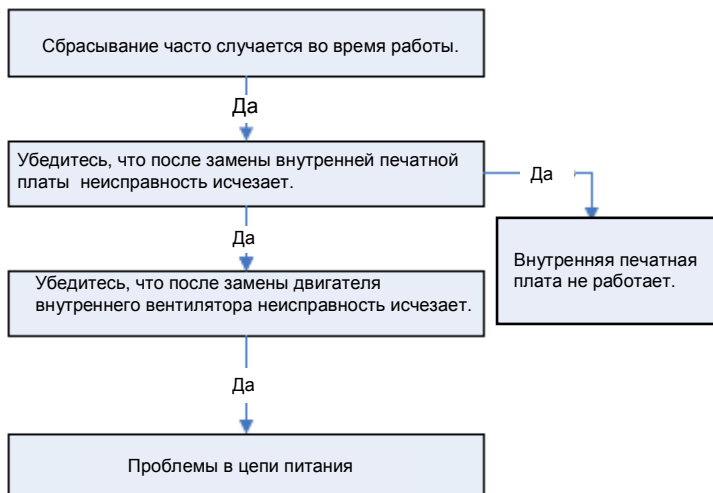 Сбрасывание часто случается во время работы.
Да
Убедитесь, что после замены внутренней печатной
платы неисправность исчезает.
Да
Да
Внутренняя печатная
плата не работает.
Убедитесь, что после замены двигателя
внутреннего вентилятора неисправность исчезает.
Да
Проблемы в цепи питания